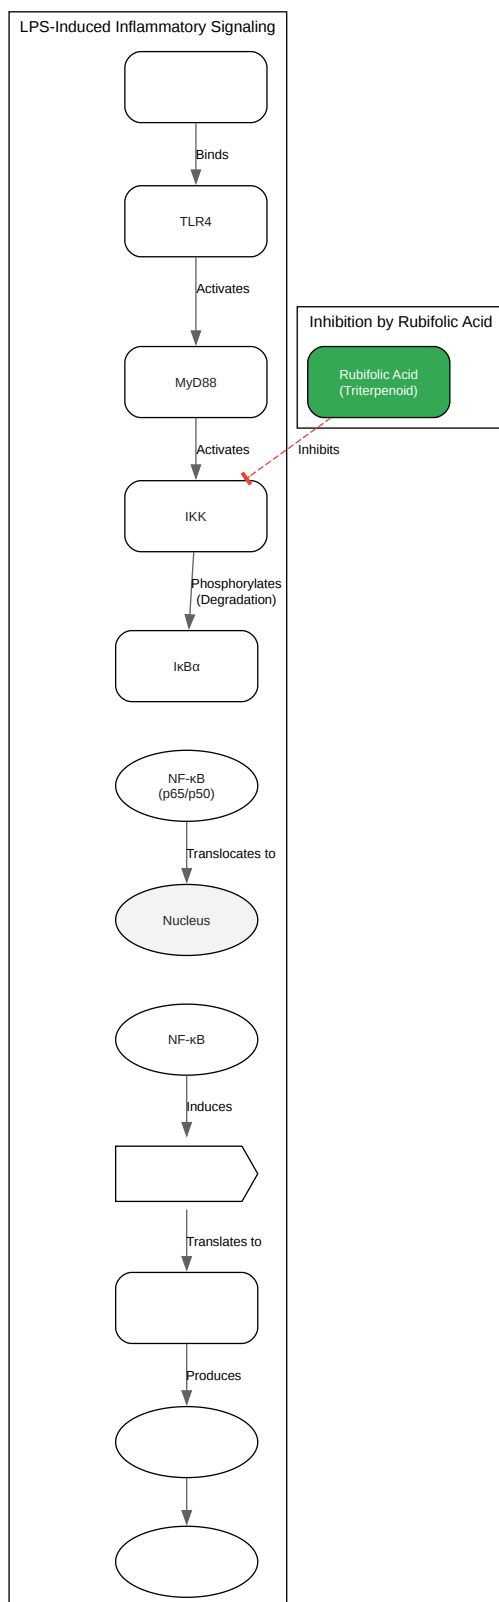 LPS-Induced Inflammatory Signaling
Binds
TLR4
Activates
MyD88
Inhibition by Rubifolic Acid
Rubifolic Acid
(Triterpenoid)
Activates
Inhibits
IKK
Phosphorylates
(Degradation)
IκBα
NF-κB
(p65/p50)
Translocates to
Nucleus
NF-κB
Induces
Translates to
Produces